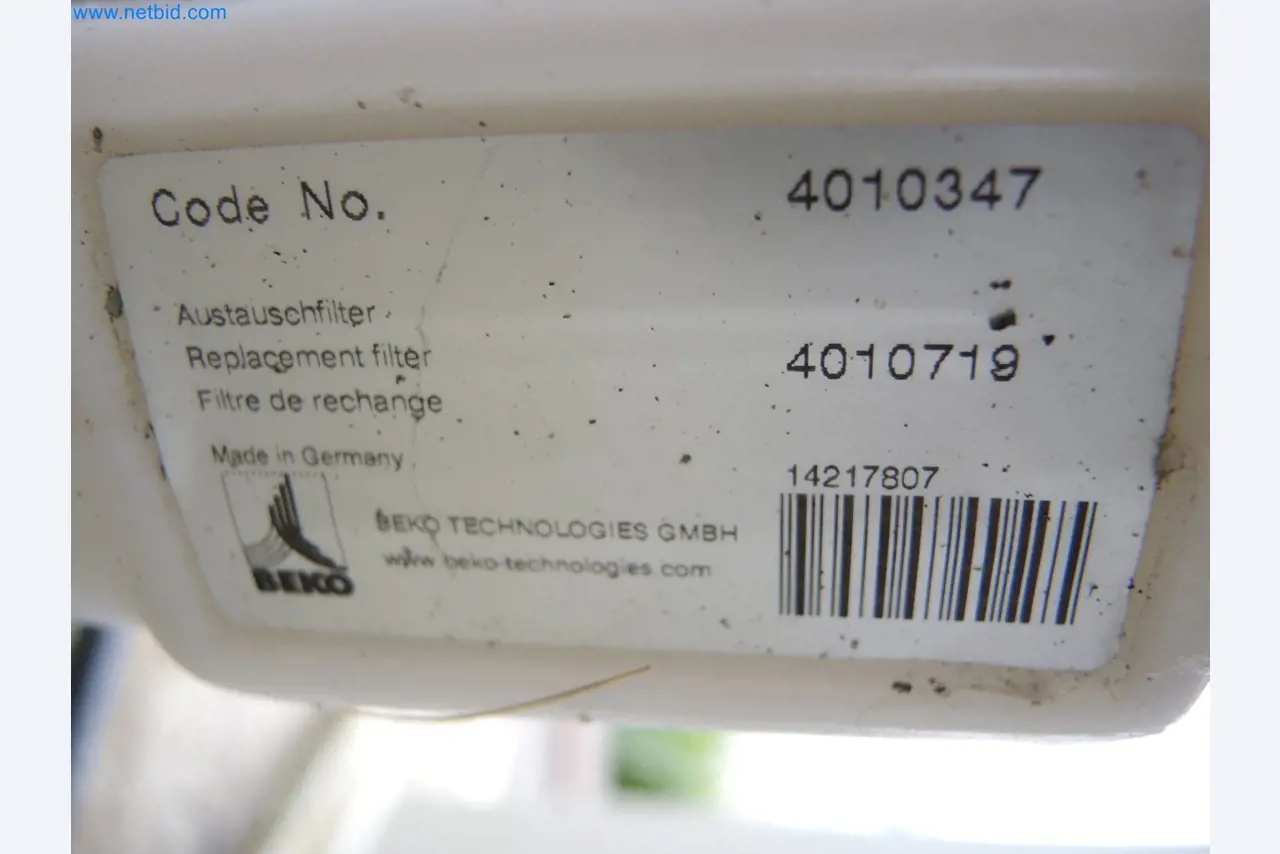 www.netbid.com
Code No. 4010347
Austauschfilter
Replacement filter 4010719
Filtre de rechange
Made in Germany
14217807
BEKO TECHNOLOGIES GMBH
www.beko-technologies.com
BEKO